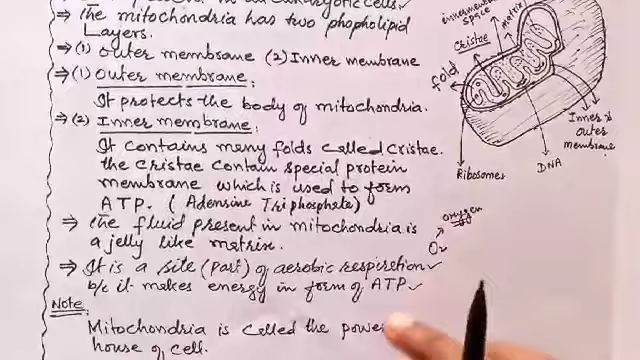 eukaryotic cells ✓
⇒ The mitochondria has two phopholipid
Layers.
⇒ (1) outer membrane (2) Inner membrane
⇒ (1) Outer membrane:
It protects the body of mitochondria.
⇒ (2) Inner membrane:
It contains many folds called Cristae.
the cristae contain special protein
membrane which is used to form
ATP. (Adenosine Triphosphate)
⇒ The fluid present in mitochondria is
a jelly like matrix.
⇒ It is a site (part) of aerobic respiration ✓
b/c it makes energy in form of ATP ✓
Note:
Mitochondria is called the power
house of cell.
space
matrix
Cristae
fold
Ribosomes
DNA
Inner &
outer
membrane
oxygen
O₂